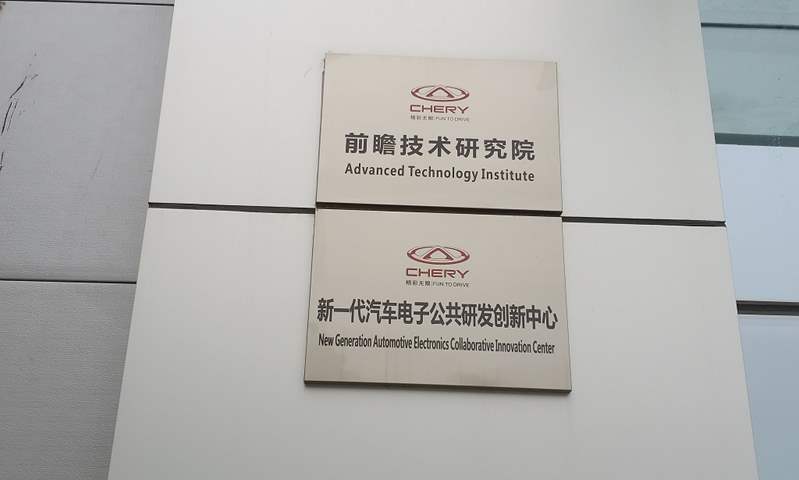 CHERY
精彩无限|FUN TO DRIVE
前瞻技术研究院
Advanced Technology Institute
CHERY
精彩无限|FUN TO DRIVE
新一代汽车电子公共研发创新中心
New Generation Automotive Electronics Collaborative Innovation Center